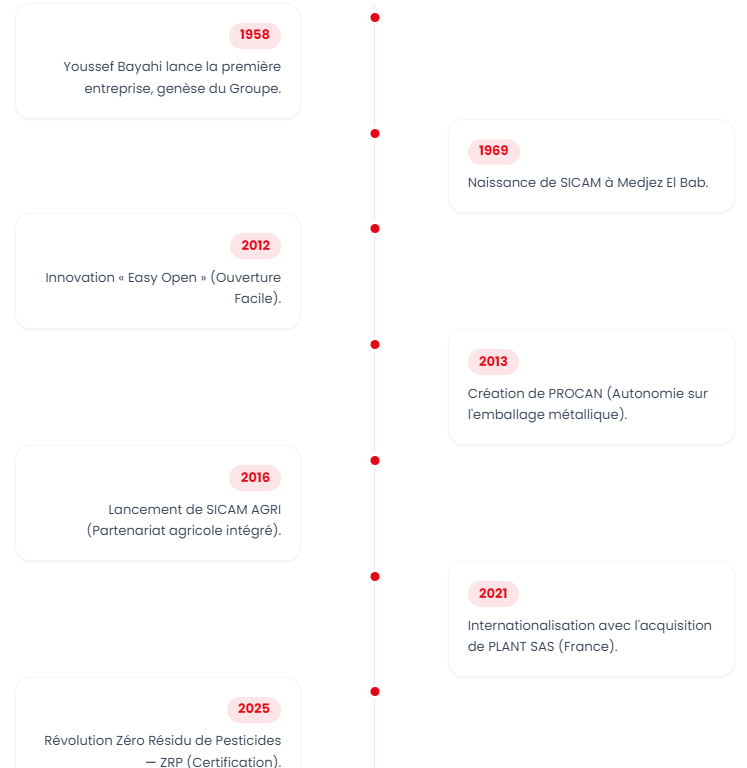 1958
Youssef Bayahi lance la première
entreprise, genèse du Groupe.
1969
Naissance de SICAM à Medjez El Bab.
2012
Innovation « Easy Open » (Ouverture
Facile).
2013
Création de PROCAN (Autonomie sur
l'emballage métallique).
2016
Lancement de SICAM AGRI
(Partenariat agricole intégré).
2021
Internationalisation avec l'acquisition
de PLANT SAS (France).
2025
Révolution Zéro Résidu de Pesticides
— ZRP (Certification).